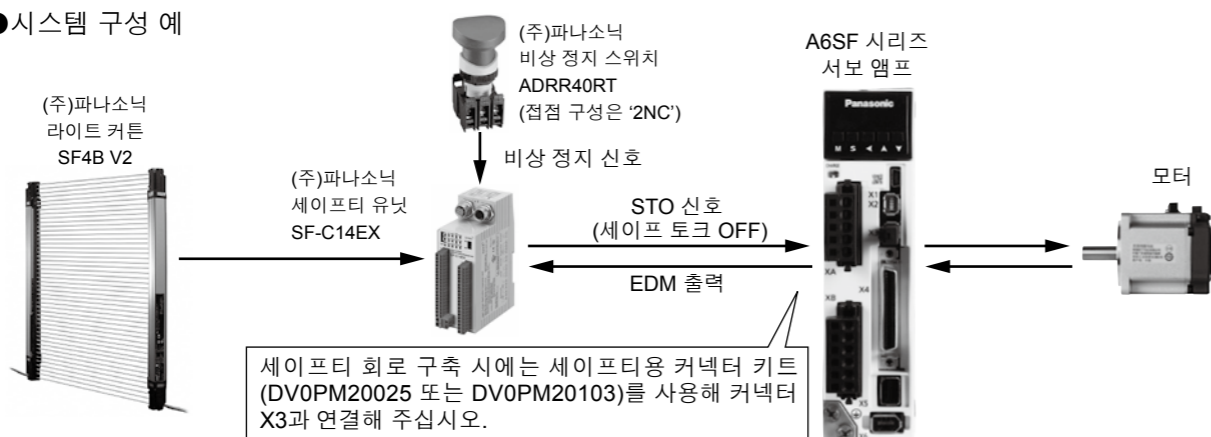 ●시스템 구성 예
(주)파나소닉
비상 정지 스위치
ADRR40RT
(접점 구성은 ‘2NC’)
A6SF 시리즈
서보 앰프
(주)파나소닉
라이트 커튼
SF4B V2
비상 정지 신호
(주)파나소닉
세이프티 유닛
SF-C14EX
STO 신호
(세이프 토크 OFF)
EDM 출력
모터
Panasonic
M S ◀ ▲ ▼
X1
X2
XA
X4
XB
X5
세이프티 회로 구축 시에는 세이프티용 커넥터 키트
(DV0PM20025 또는 DV0PM20103)를 사용해 커넥터
X3과 연결해 주십시오.